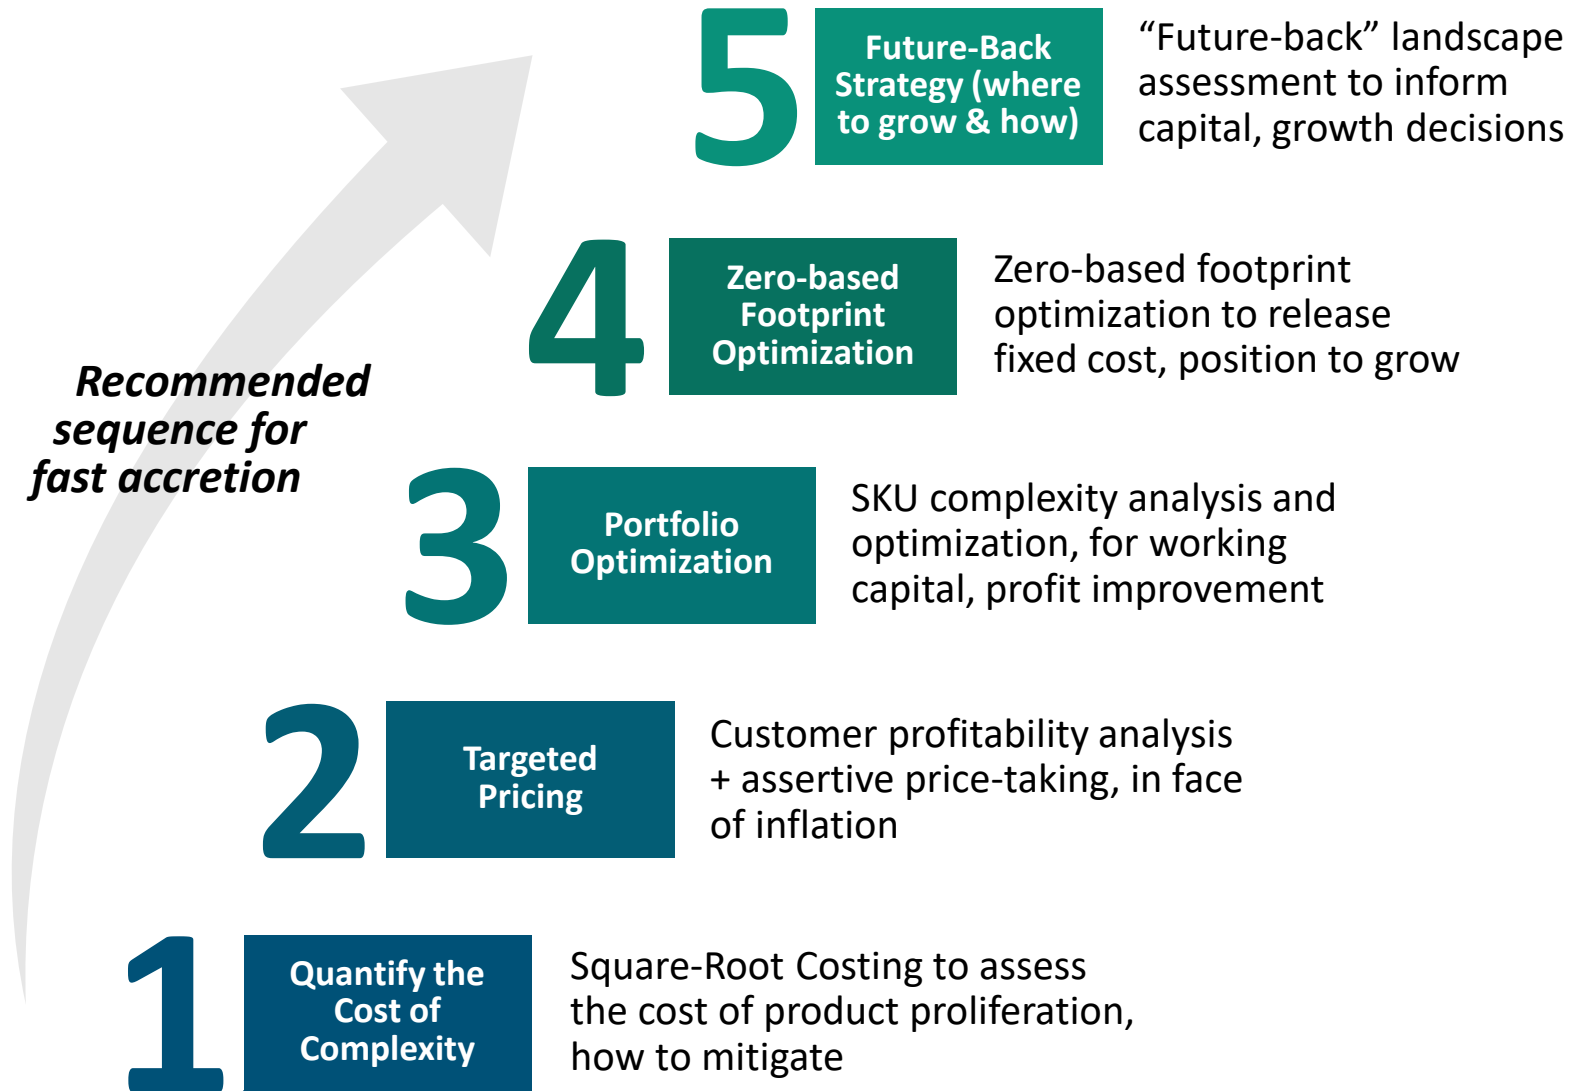 5
Future-Back
Strategy (where
to grow & how)
“Future-back” landscape
assessment to inform
capital, growth decisions
4
Zero-based
Footprint
Optimization
Zero-based footprint
optimization to release
fixed cost, position to grow
Recommended
sequence for
fast accretion
3
Portfolio
Optimization
SKU complexity analysis and
optimization, for working
capital, profit improvement
2
Targeted
Pricing
Customer profitability analysis
+ assertive price-taking, in face
of inflation
1
Quantify the
Cost of
Complexity
Square-Root Costing to assess
the cost of product proliferation,
how to mitigate